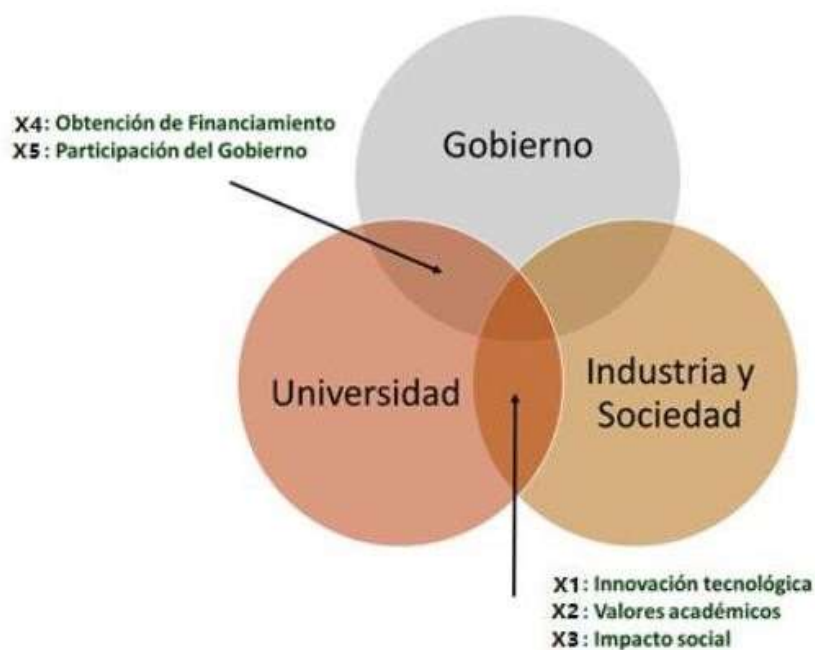 X4: Obtención de Financiamiento
X5: Participación del Gobierno
Gobierno
Universidad
Industria y
Sociedad
X1: Innovación tecnológica
X2: Valores académicos
X3: Impacto social